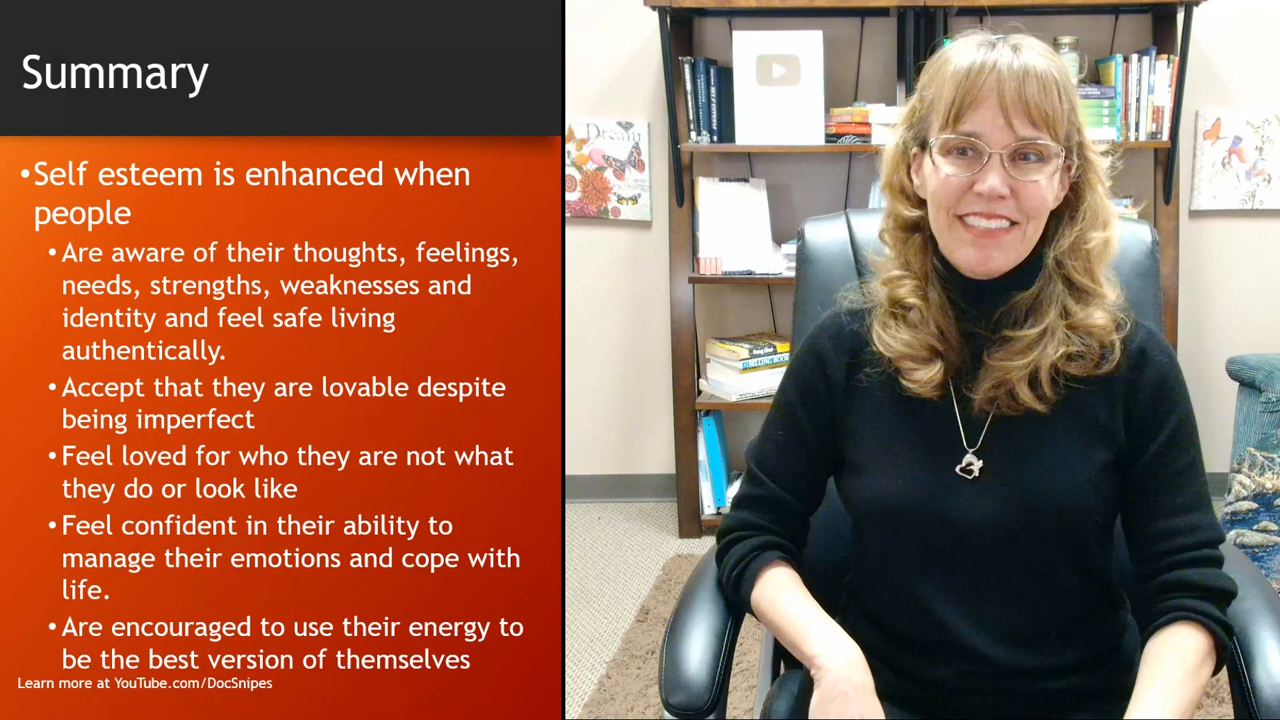 Summary
•Self esteem is enhanced when
people
•Are aware of their thoughts, feelings,
needs, strengths, weaknesses and
identity and feel safe living
authentically.
•Accept that they are lovable despite
being imperfect
•Feel loved for who they are not what
they do or look like
•Feel confident in their ability to
manage their emotions and cope with
life.
•Are encouraged to use their energy to
be the best version of themselves
Learn more at YouTube.com/DocSnipes
Dream